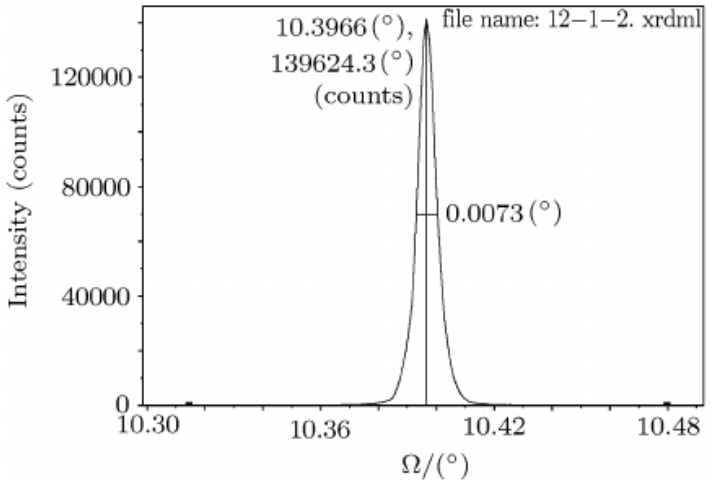 file name: 12−1−2. xrdml
10.3966(°),
139624.3(°)
(counts)
0.0073(°)
Intensity (counts)
120000
80000
40000
0
10.30
10.36
10.42
10.48
Ω/(°)